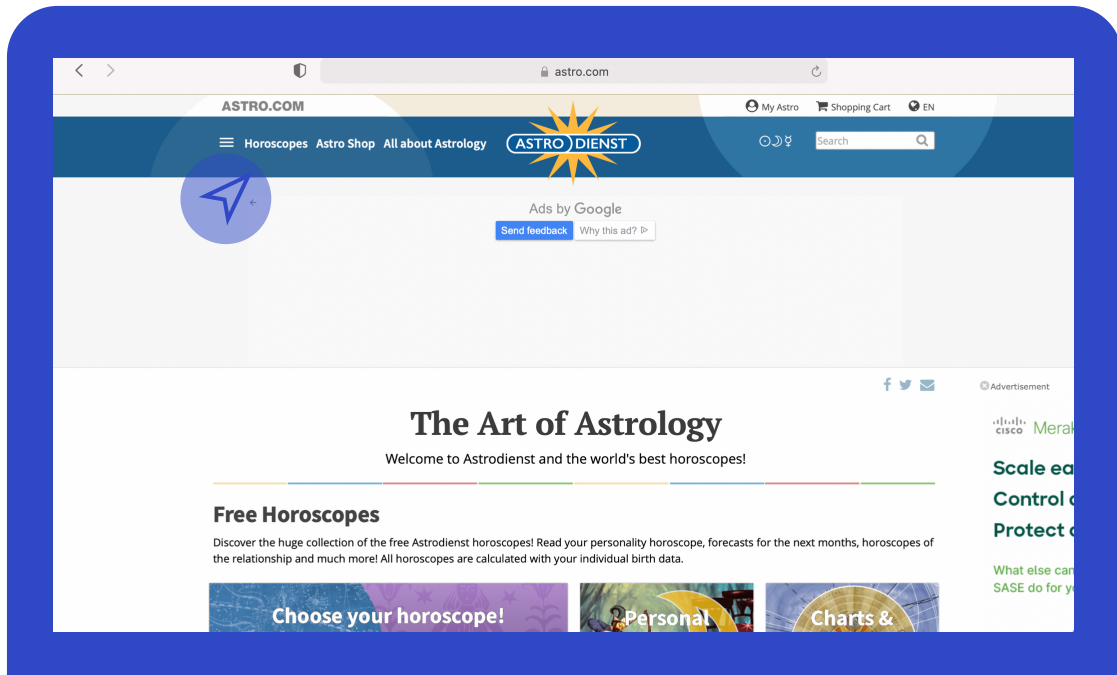 astro.com
ASTRO.COM
My Astro Shopping Cart EN
Horoscopes Astro Shop All about Astrology
ASTRO DIENST
Search
Ads by Google
Send feedback Why this ad?
Advertisement
The Art of Astrology
Welcome to Astrodienst and the world's best horoscopes!
Free Horoscopes
Discover the huge collection of the free Astrodienst horoscopes! Read your personality horoscope, forecasts for the next months, horoscopes of
the relationship and much more! All horoscopes are calculated with your individual birth data.
Choose your horoscope!
Personal
Charts &
CISCO Merak
Scale ea
Control
Protect
What else can
SASE do for y